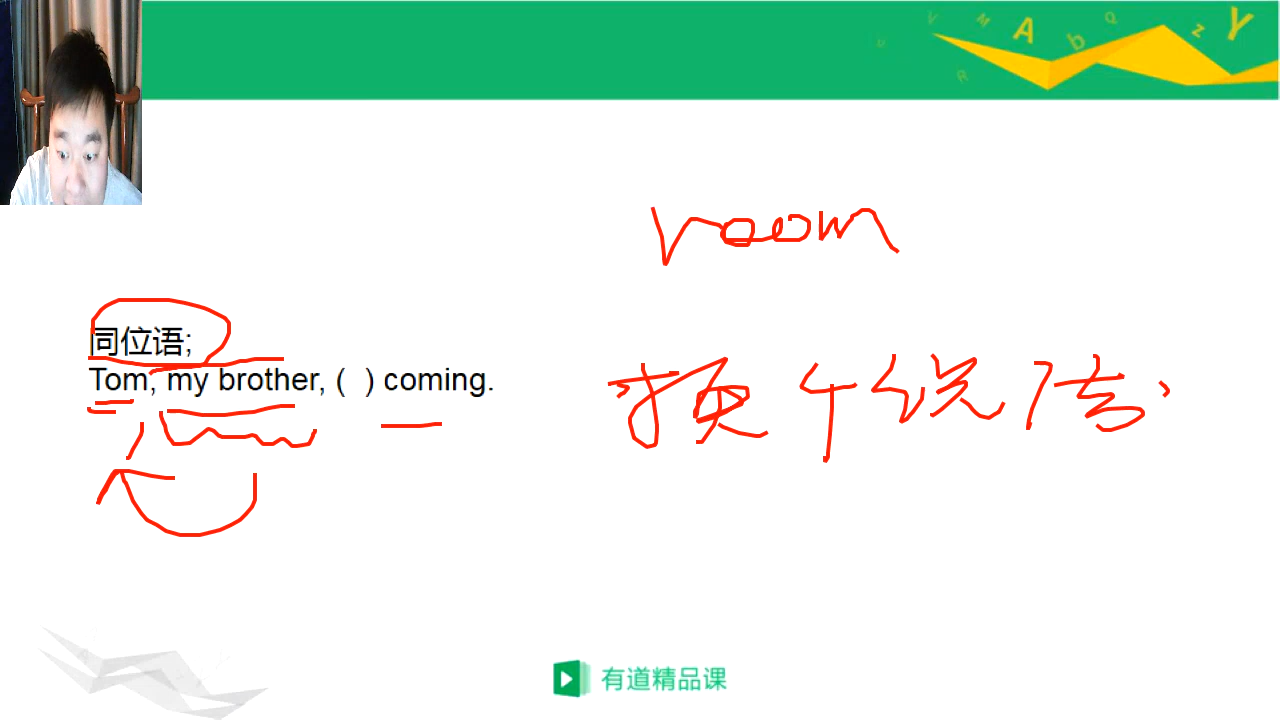 room
同位语;
Tom, my brother, ( ) coming.
换个说法
有道精品课